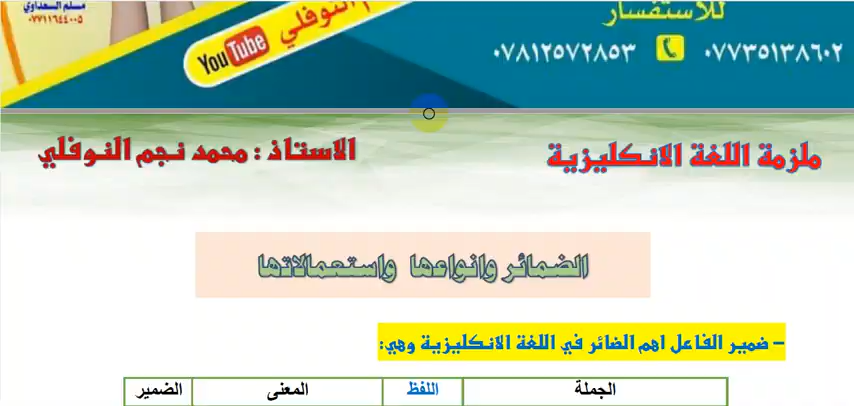 للاستفسار
٠٧٧٣٥١٣٨٦٠٢ ٠٧٨١٢٥٧٢٨٥٣
مسلم السعداوي
٠٧٧١١٦٤٤٠٠٥
النوفلي
YouTube
ملزمة اللغة الانكليزية
الاستاذ : محمد نجم النوفلي
الضمائر وانواعها واستعمالاتها
– ضمير الفاعل اهم الضائر في اللغة الانكليزية وهي:
الضمير المعنى اللفظ الجملة